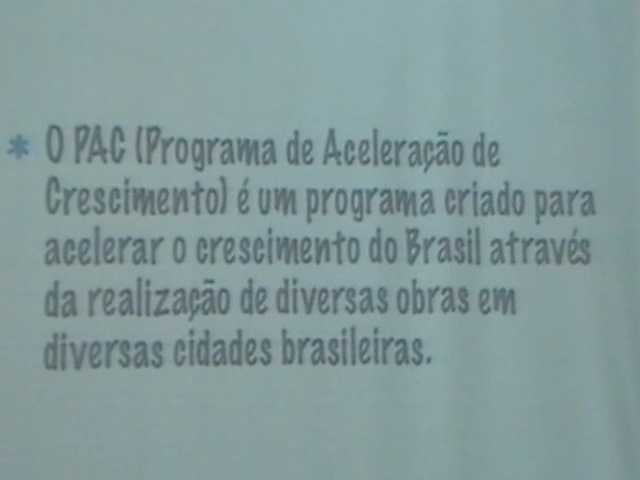 * O PAC (Programa de Aceleração de
Crescimento) é um programa criado para
acelerar o crescimento do Brasil através
da realização de diversas obras em
diversas cidades brasileiras.